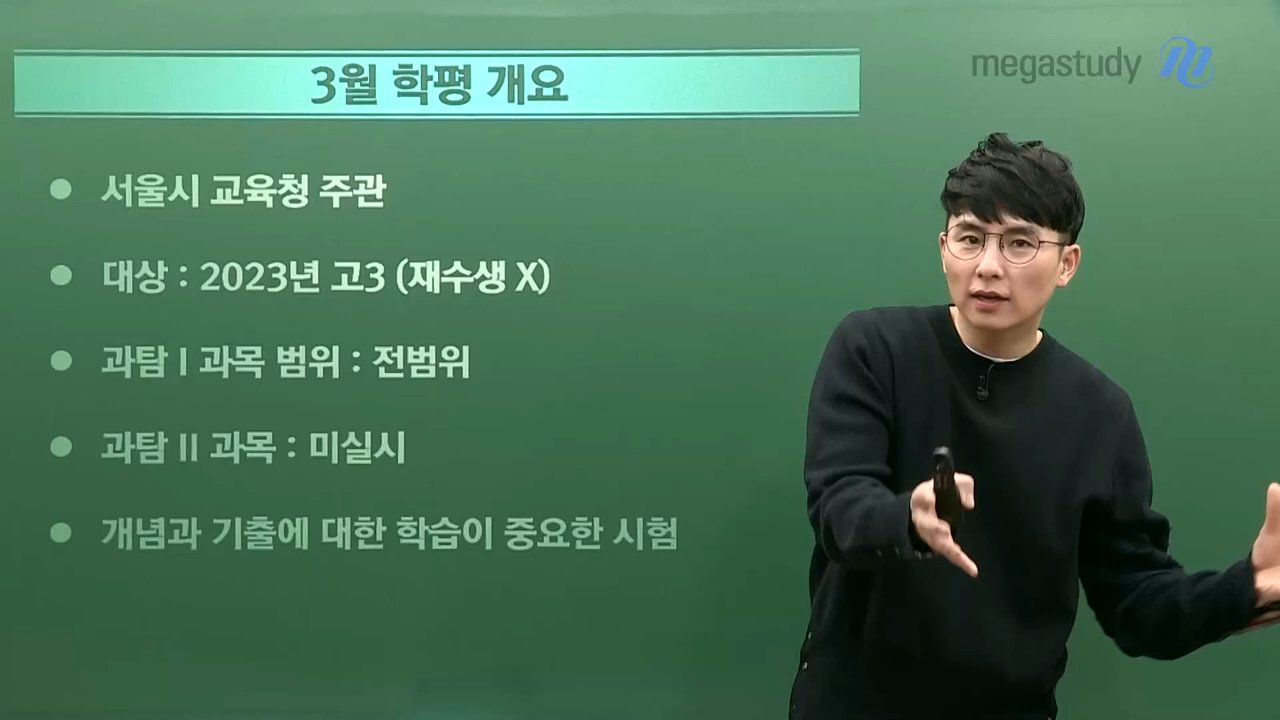 3월 학평 개요
megastudy
서울시 교육청 주관
대상 : 2023년 고3 (재수생 X)
과탐 I 과목 범위 : 전범위
과탐 II 과목 : 미실시
개념과 기출에 대한 학습이 중요한 시험